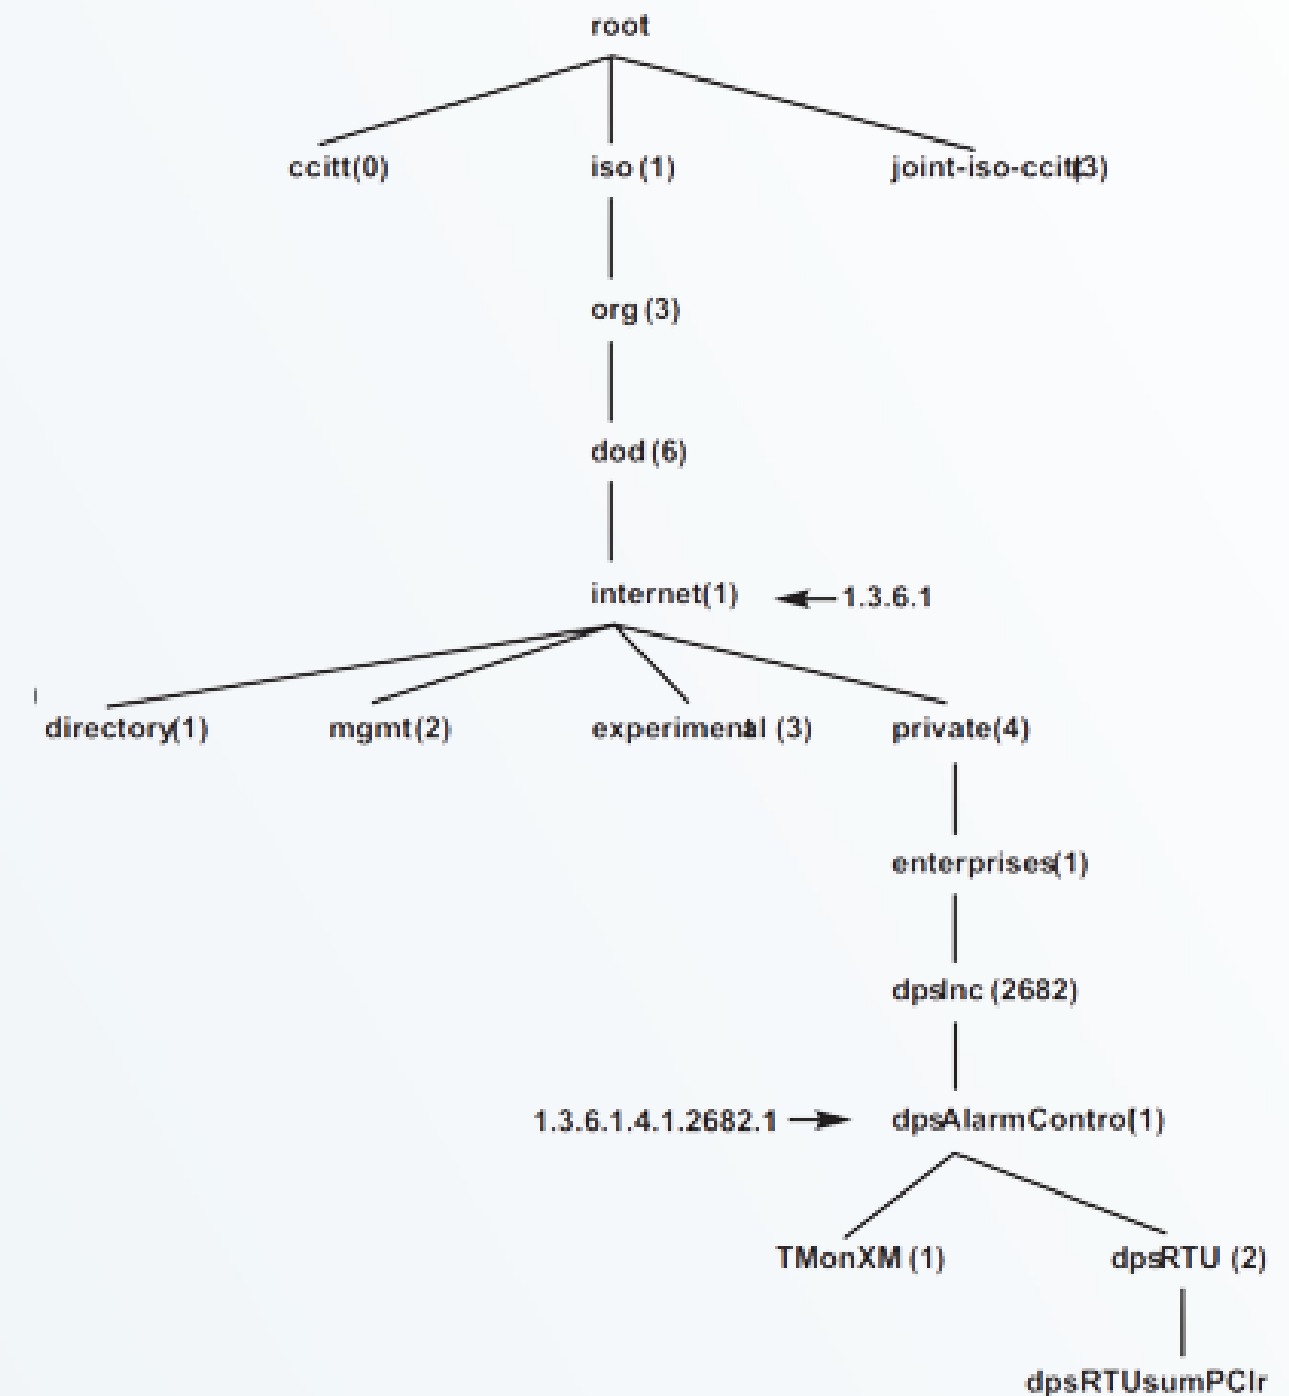 root
ccitt(0)
iso (1)
joint-iso-ccitt(3)
org (3)
dod (6)
internet(1)
1.3.6.1
directory(1)
mgmt(2)
experimental (3)
private(4)
enterprises(1)
dpsInc (2682)
1.3.6.1.4.1.2682.1
dpsAlarmControl(1)
TMonXM (1)
dpsRTU (2)
dpsRTUsumPClr